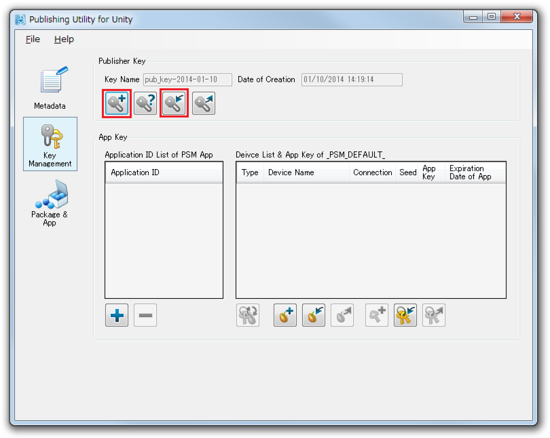 Publishing Utility for Unity
File Help
Publisher Key
Key Name pub_key-2014-01-10 Date of Creation 01/10/2014 14:19:14
Metadata
Key
Management
Package &
App
App Key
Application ID List of PSM App
Application ID
Deivce List & App Key of _PSM_DEFAULT_
Type Device Name Connection Seed App
Key Expiration
Date of App